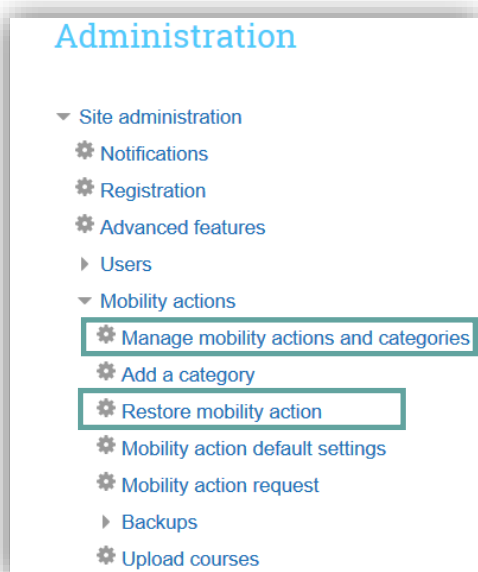 Administration
Site administration
Notifications
Registration
Advanced features
Users
Mobility actions
Manage mobility actions and categories
Add a category
Restore mobility action
Mobility action default settings
Mobility action request
Backups
Upload courses